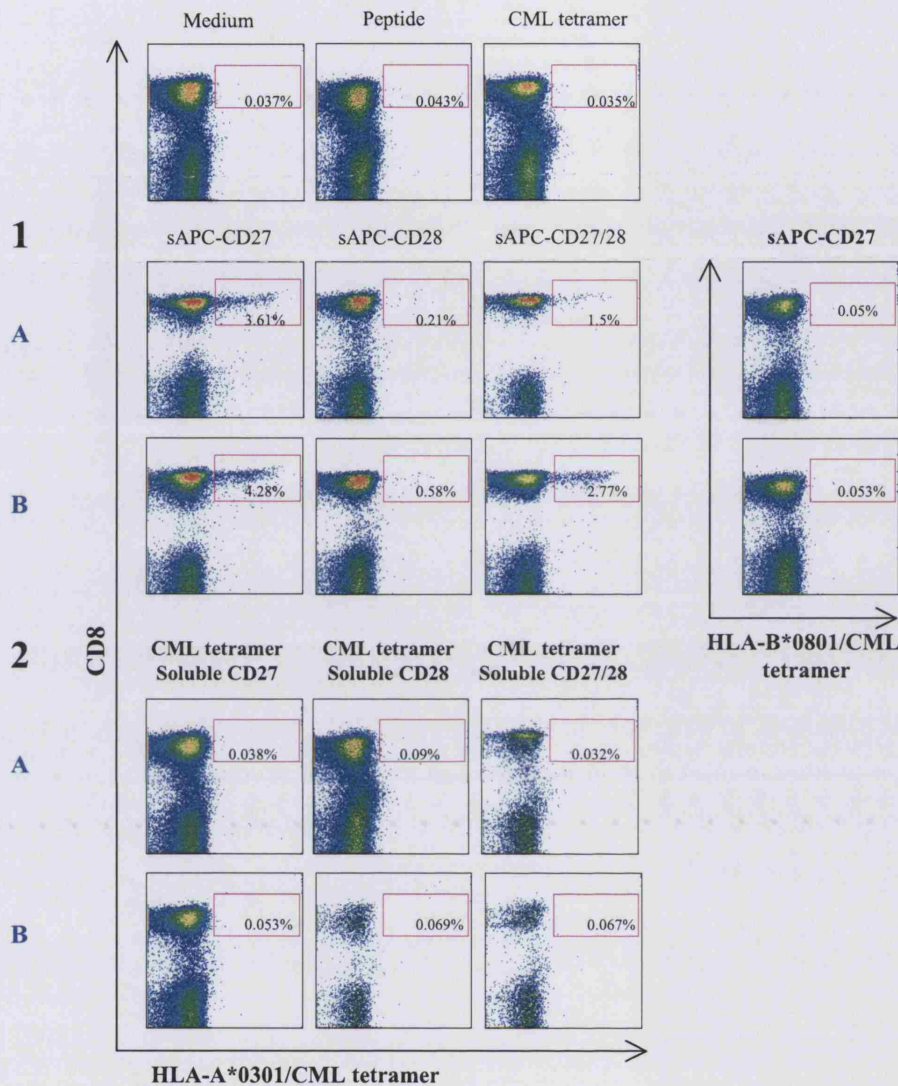 Medium Peptide CML tetramer
0.037% 0.043% 0.035%
1 sAPC-CD27 sAPC-CD28 sAPC-CD27/28 sAPC-CD27
A 3.61% 0.21% 1.5% 0.05%
B 4.28% 0.58% 2.77% 0.053%
CD8
HLA-B*0801/CML
tetramer
2 CML tetramer CML tetramer CML tetramer
Soluble CD27 Soluble CD28 Soluble CD27/28
A 0.038% 0.09% 0.032%
B 0.053% 0.069% 0.067%
HLA-A*0301/CML tetramer